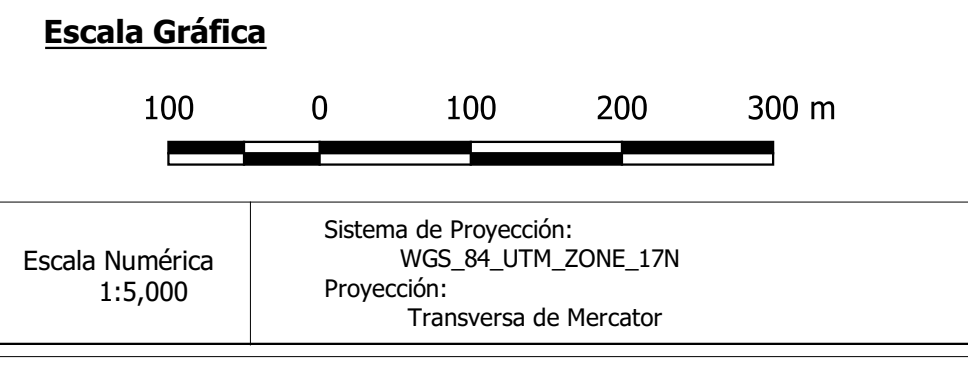 Escala Gráfica
100 0 100 200 300 m
Escala Numérica
1:5,000
Sistema de Proyección:
WGS_84_UTM_ZONE_17N
Proyección:
Transversa de Mercator